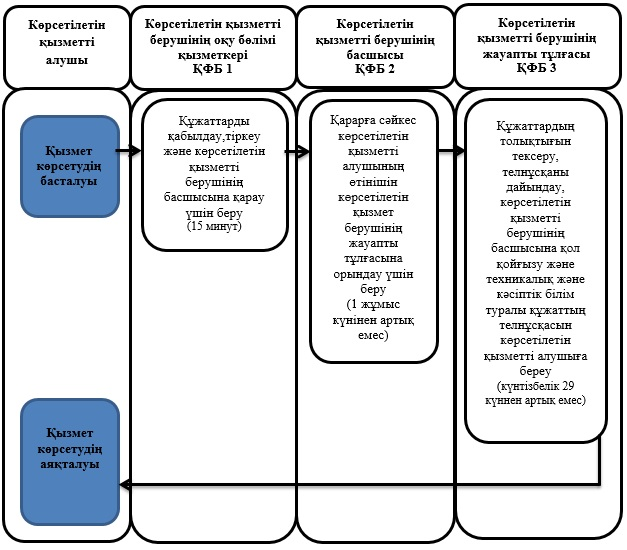 Көрсетілетін
қызметті
алушы
Көрсетілетін қызметті
берушінің оқу бөлімі
қызметкері
ҚФБ 1
Көрсетілетін
қызметті берушінің
басшысы
ҚФБ 2
Көрсетілетін
қызметті берушінің
жауапты тұлғасы
ҚФБ 3
Қызмет
көрсетудің
басталуы
Құжаттарды
қабылдау,тіркеу
және көрсетілетін
қызметті
берушінің
басшысына қарау
үшін беру
(15 минут)
Қарарға сәйкес
көрсетілетін
қызметті
алушының
өтінішін
көрсетілетін
қызмет
берушінің
жауапты
тұлғасына
орындау үшін
беру
(1 жұмыс
күнінен артық
емес)
Құжаттардың
толықтығын
тексеру,
телнұсқаны
дайындау,
көрсетілетін
қызметті
берушінің
басшысына қол
қойғызу және
техникалық және
кәсіптік білім
туралы құжаттың
телнұсқасын
көрсетілетін
қызметті алушыға
береу
(күнтізбелік 29
күннен артық емес)
Қызмет
көрсетудің
аяқталуы